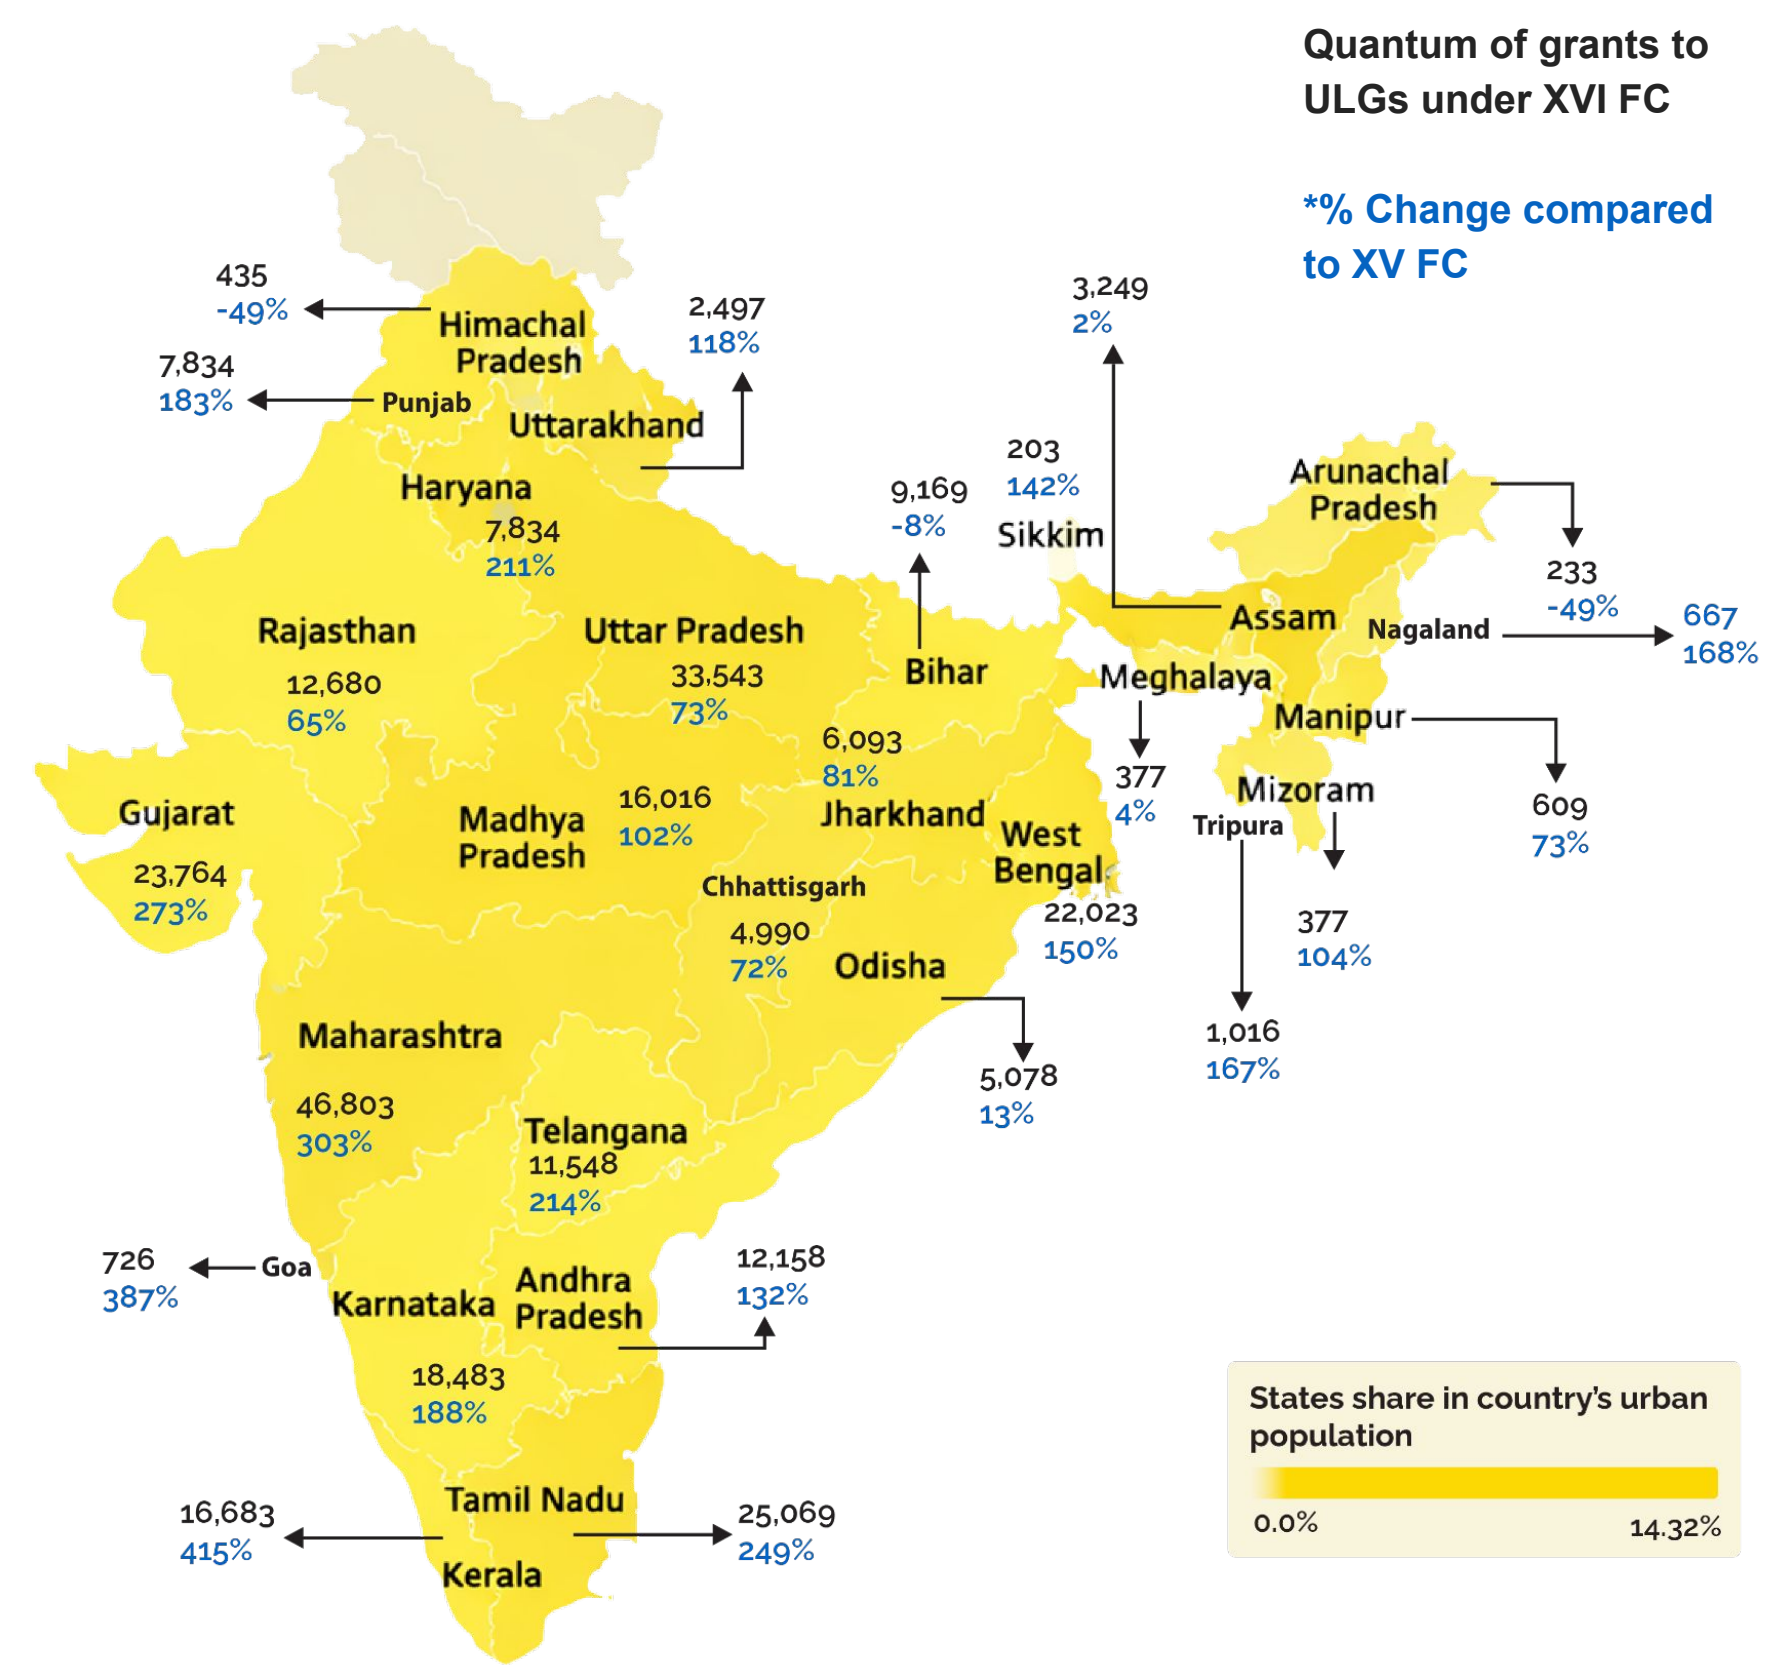 Quantum of grants to
ULGs under XVI FC
*% Change compared
to XV FC
435
-49%
Himachal
Pradesh
7,834
183%
Punjab
2,497
118%
Uttarakhand
Haryana
7,834
211%
3,249
2%
203
142%
Sikkim
9,169
-8%
Bihar
Arunachal
Pradesh
233
-49%
Assam
Nagaland
667
168%
Rajasthan
12,680
65%
Uttar Pradesh
33,543
73%
Meghalaya
377
4%
Manipur
609
73%
Mizoram
377
104%
Tripura
1,016
167%
Gujarat
23,764
273%
Madhya
Pradesh
16,016
102%
6,093
81%
Jharkhand
West
Bengal
22,023
150%
Chhattisgarh
4,990
72%
Odisha
5,078
13%
Maharashtra
46,803
303%
Telangana
11,548
214%
726
387%
Goa
Karnataka
18,483
188%
Andhra
Pradesh
12,158
132%
Tamil Nadu
25,069
249%
16,683
415%
Kerala
States share in country's urban
population
0.0%
14.32%